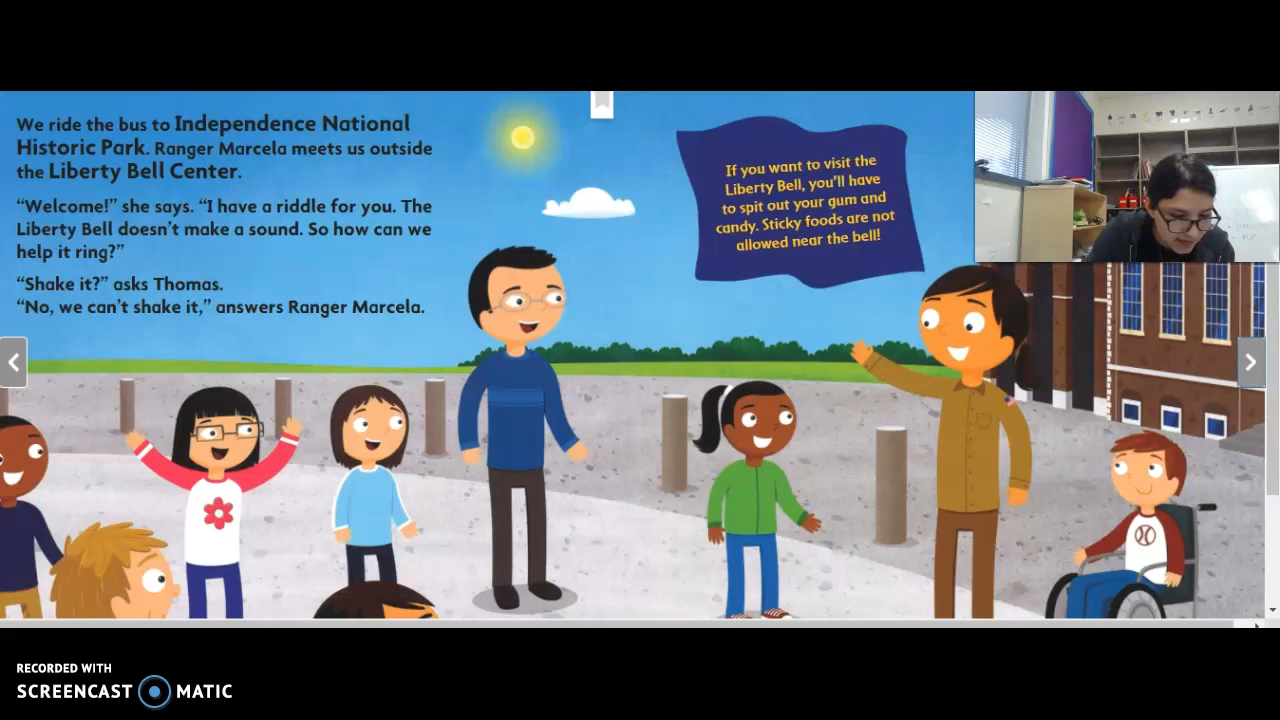 We ride the bus to Independence National
Historic Park. Ranger Marcela meets us outside
the Liberty Bell Center.
“Welcome!” she says. “I have a riddle for you. The
Liberty Bell doesn’t make a sound. So how can we
help it ring?”
“Shake it?” asks Thomas.
“No, we can’t shake it,” answers Ranger Marcela.
If you want to visit the
Liberty Bell, you’ll have
to spit out your gum and
candy. Sticky foods are not
allowed near the bell!
RECORDED WITH
SCREENCAST MATIC